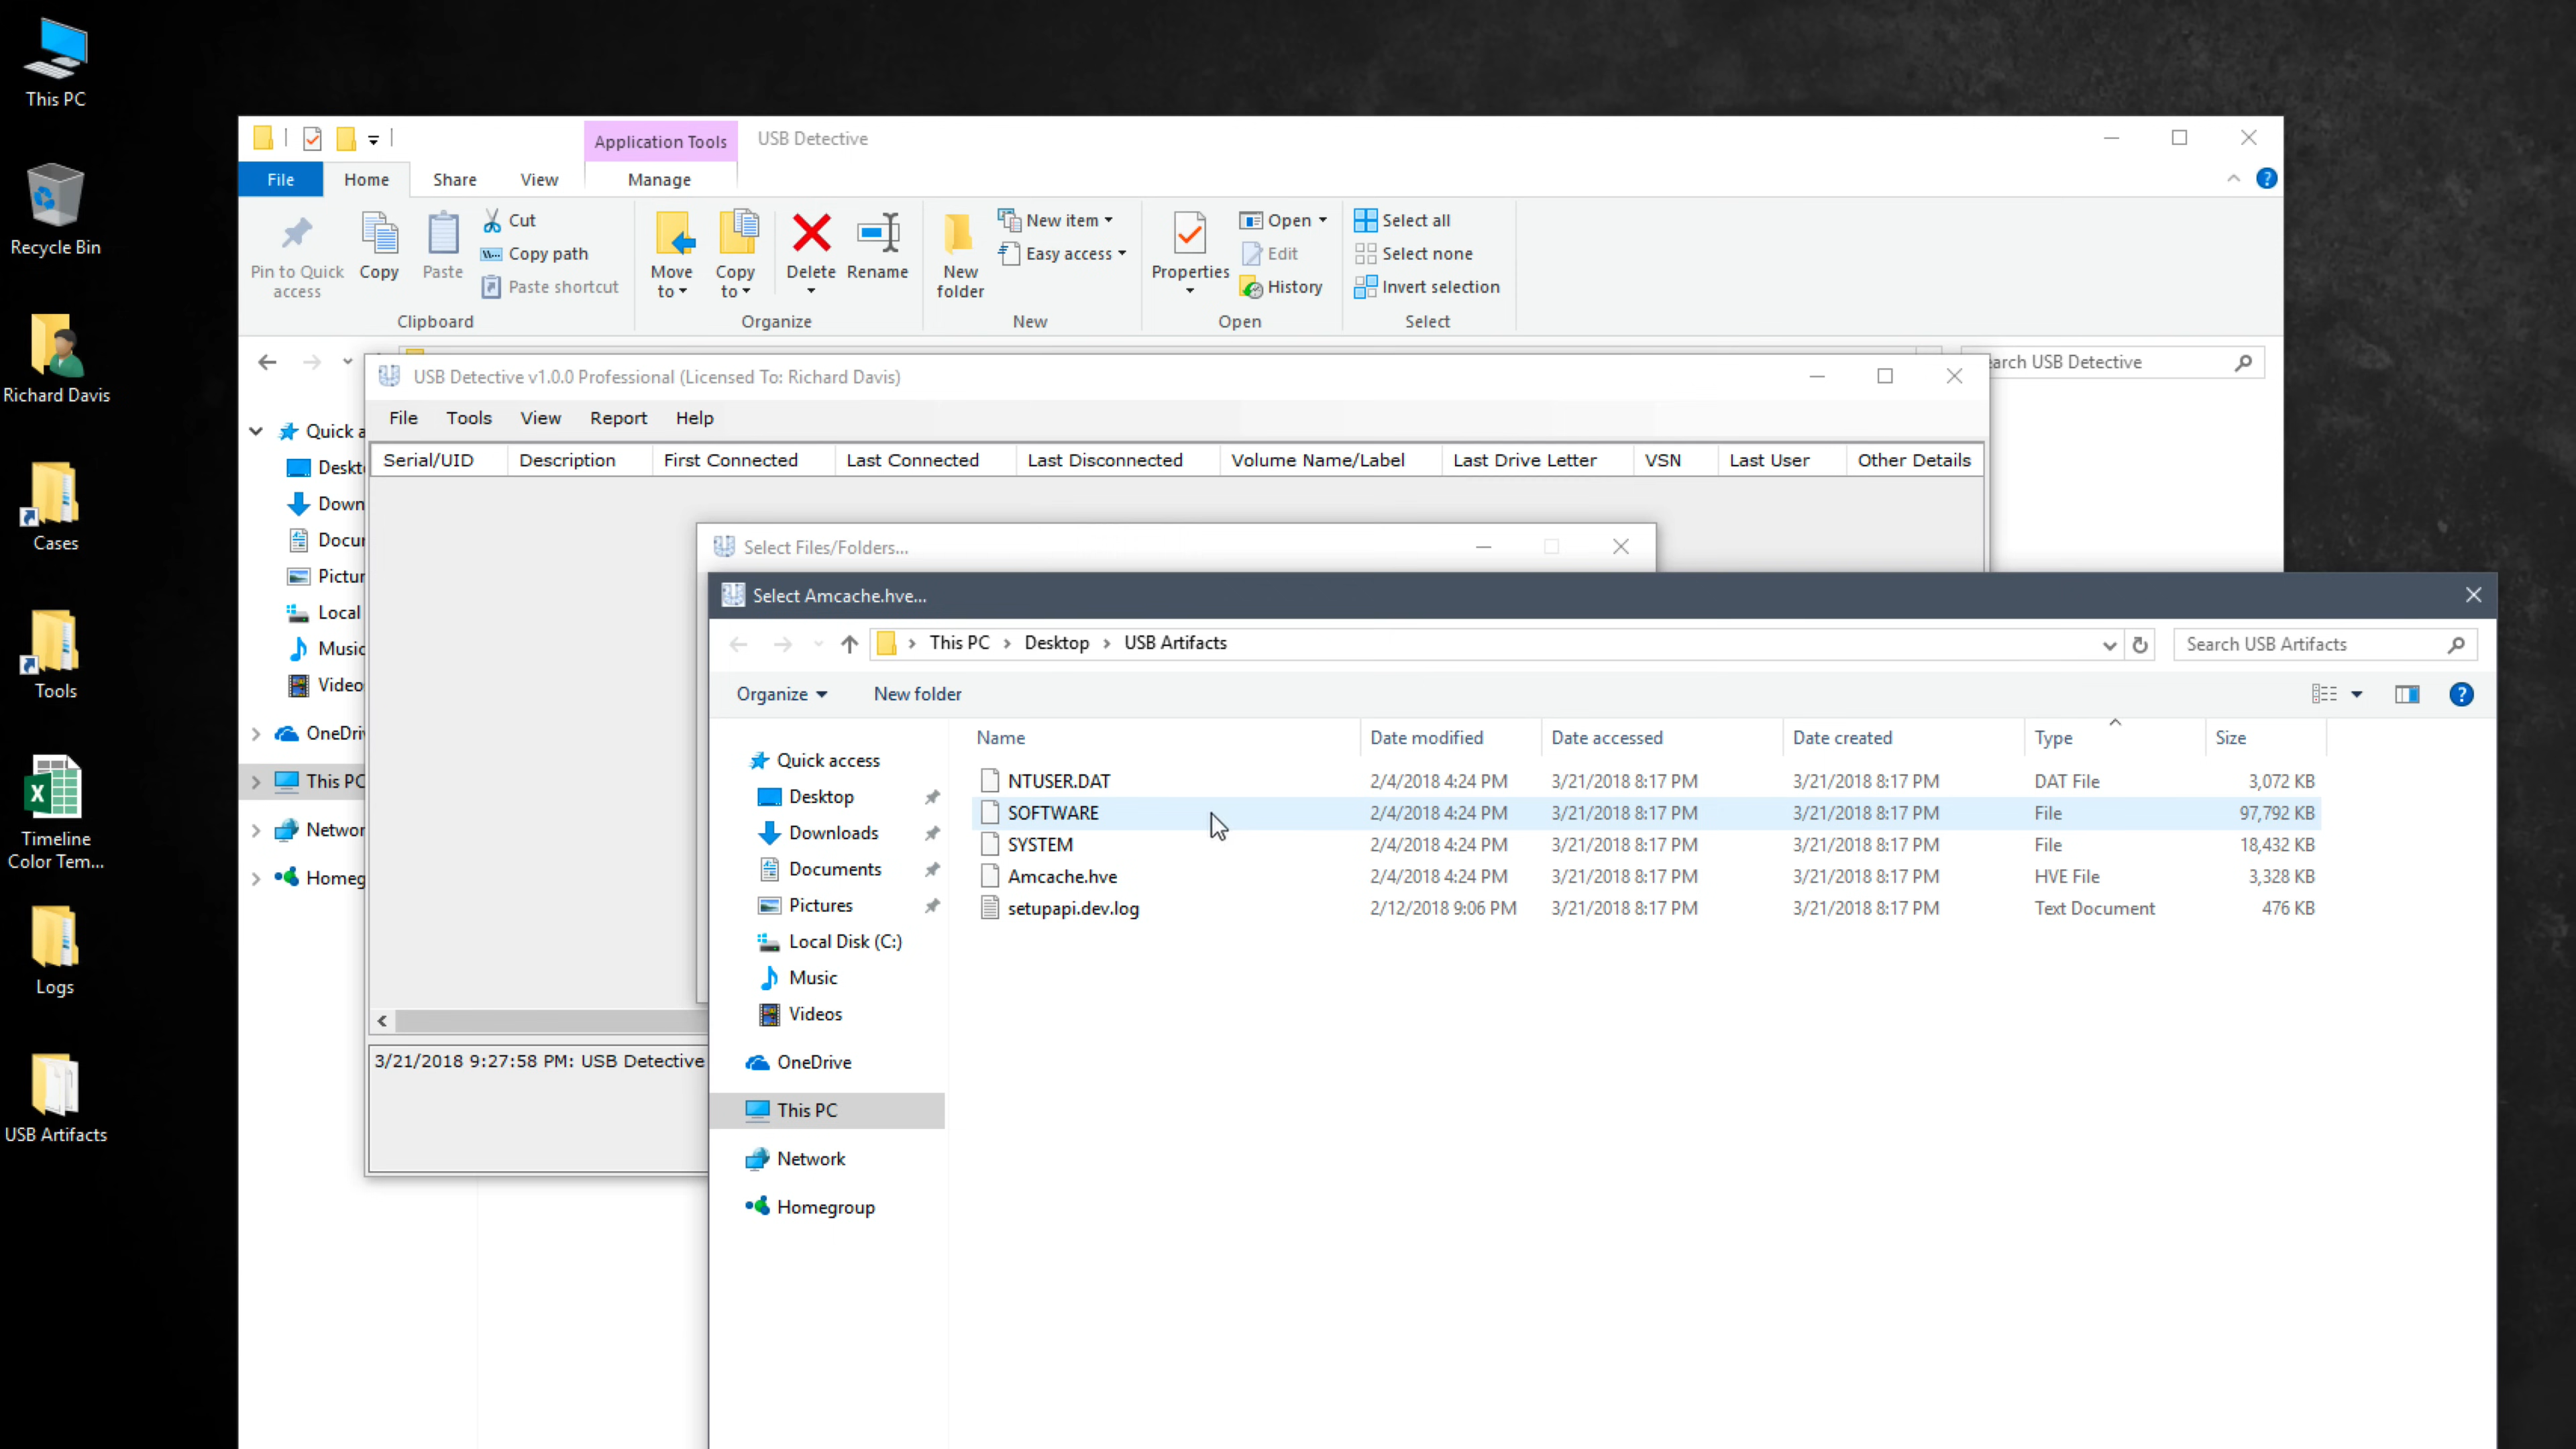 This PC
Recycle Bin
Richard Davis
Cases
Tools
Timeline
Color Tem...
Logs
USB Artifacts
Application Tools
USB Detective
File
Home
Share
View
Manage
Pin to Quick
access
Copy
Paste
Cut
Copy path
Paste shortcut
Clipboard
Move
to
Copy
to
Delete
Rename
Organize
New
folder
New item
Easy access
New
Properties
Open
Edit
History
Open
Select all
Select none
Invert selection
Select
arch USB Detective
Quick a
Deskt
Down
Docu
Pictur
Local
Music
Video
OneDri
This PC
Networ
Homeg
USB Detective v1.0.0 Professional (Licensed To: Richard Davis)
File Tools View Report Help
Serial/UID Description First Connected Last Connected Last Disconnected Volume Name/Label Last Drive Letter VSN Last User Other Details
3/21/2018 9:27:58 PM: USB Detective
Select Files/Folders...
Select Amcache.hve...
This PC › Desktop › USB Artifacts
Search USB Artifacts
Organize New folder
Quick access
Desktop
Downloads
Documents
Pictures
Local Disk (C:)
Music
Videos
OneDrive
This PC
Network
Homegroup
Name Date modified Date accessed Date created Type Size
NTUSER.DAT 2/4/2018 4:24 PM 3/21/2018 8:17 PM 3/21/2018 8:17 PM DAT File 3,072 KB
SOFTWARE 2/4/2018 4:24 PM 3/21/2018 8:17 PM 3/21/2018 8:17 PM File 97,792 KB
SYSTEM 2/4/2018 4:24 PM 3/21/2018 8:17 PM 3/21/2018 8:17 PM File 18,432 KB
Amcache.hve 2/4/2018 4:24 PM 3/21/2018 8:17 PM 3/21/2018 8:17 PM HVE File 3,328 KB
setupapi.dev.log 2/12/2018 9:06 PM 3/21/2018 8:17 PM 3/21/2018 8:17 PM Text Document 476 KB